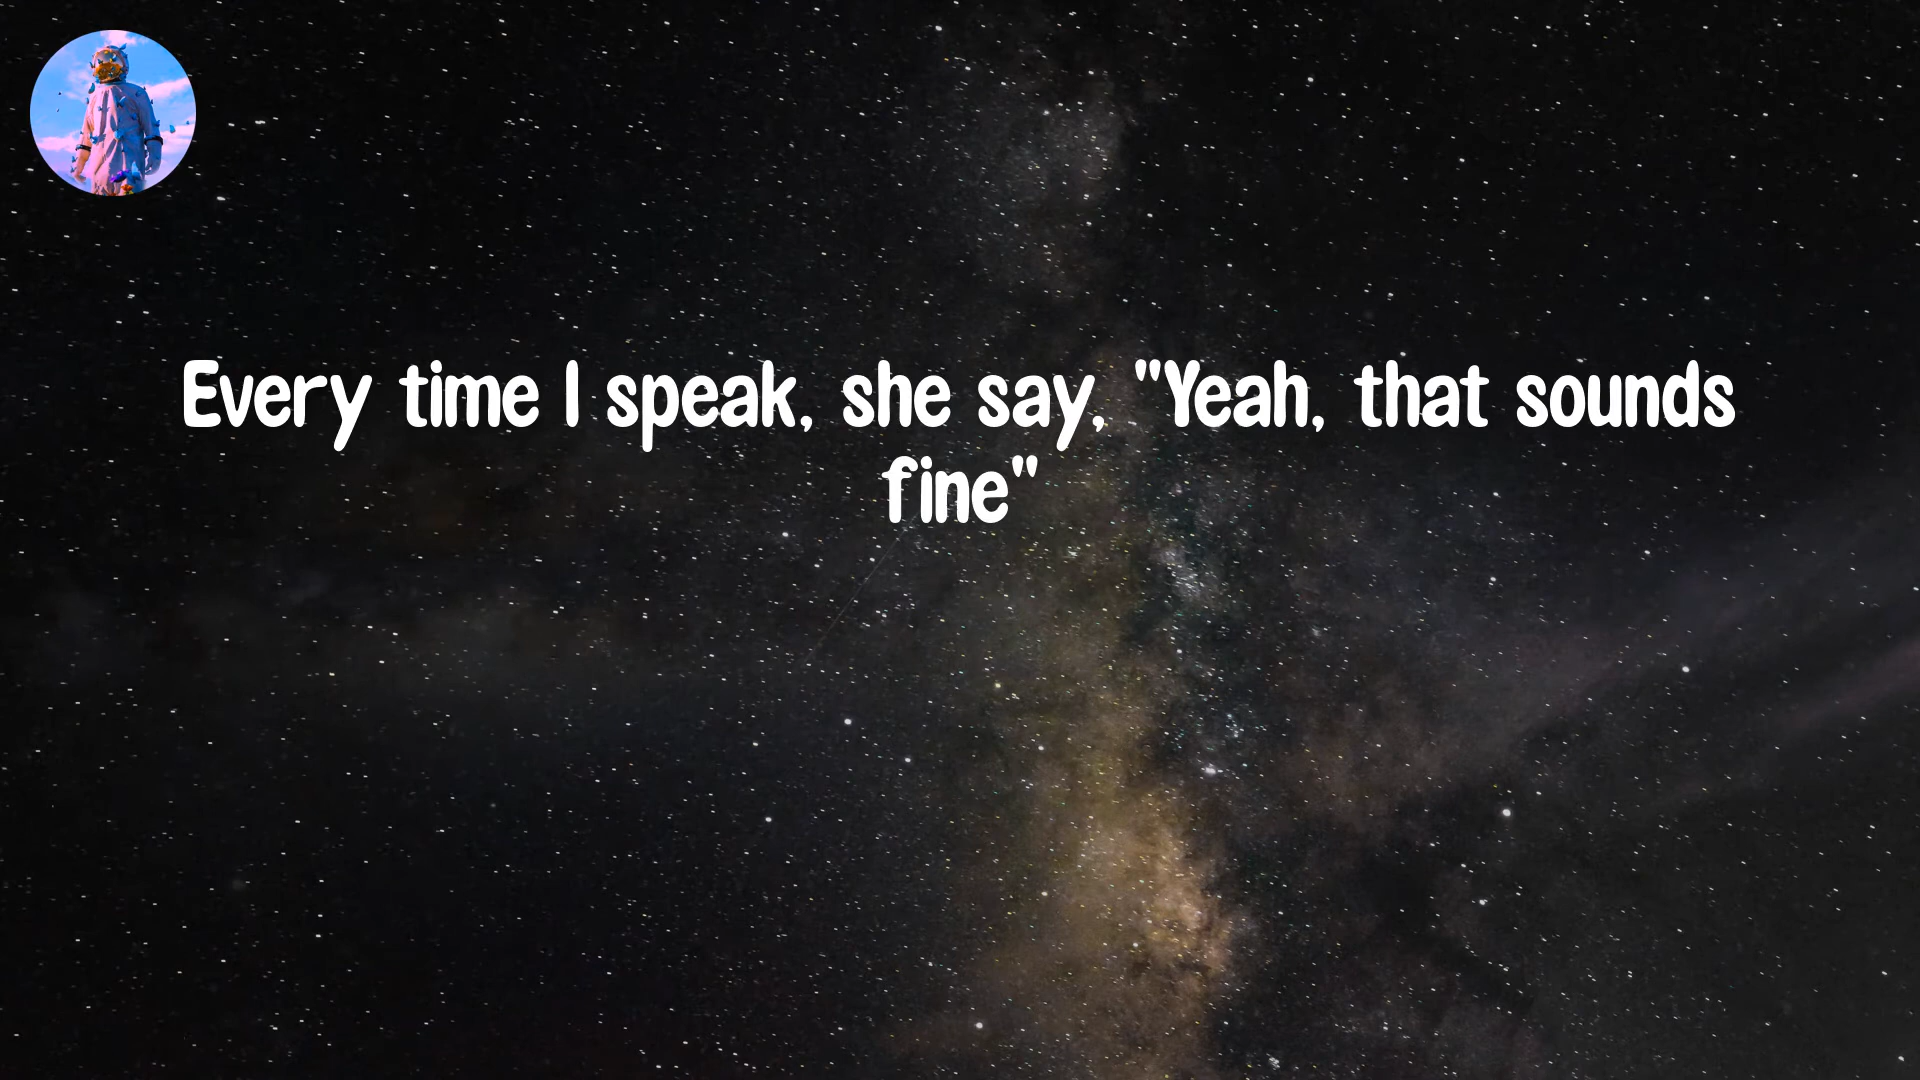 Every time I speak, she say, "Yeah, that sounds
fine"